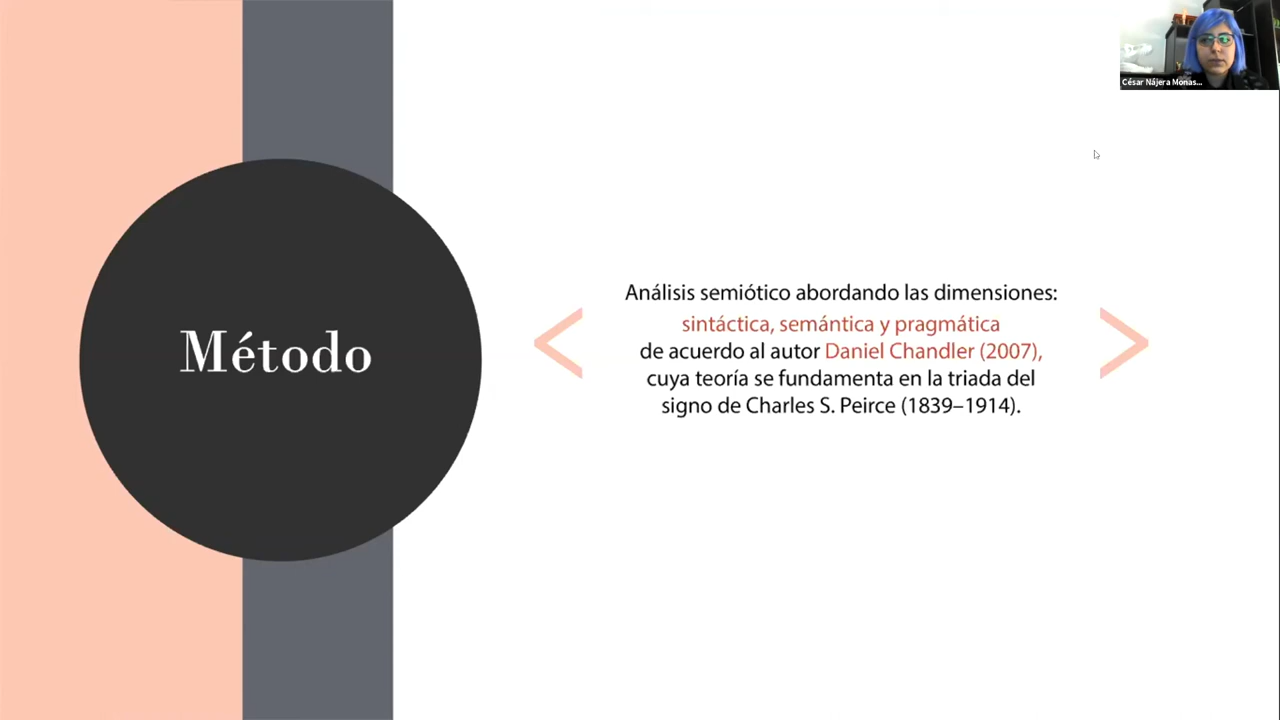 César Nájera Monas...
Método
Análisis semiótico abordando las dimensiones:
sintáctica, semántica y pragmática
de acuerdo al autor Daniel Chandler (2007),
cuya teoría se fundamenta en la triada del
signo de Charles S. Peirce (1839–1914).